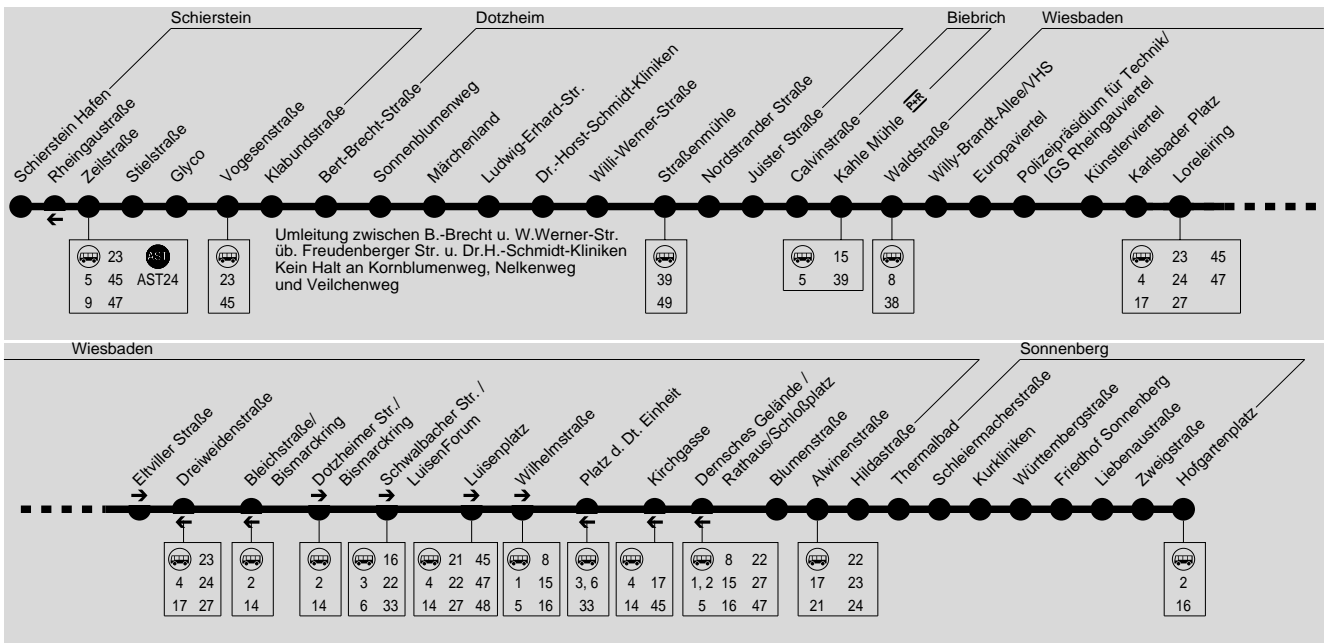 Schierstein
Dotzheim
Biebrich
Wiesbaden
Schierstein Hafen
Rheingaustraße
Zeilstraße
Stielstraße
Glyco
Vogesenstraße
Klabundstraße
Bert-Brecht-Straße
Sonnenblumenweg
Märchenland
Ludwig-Erhard-Str.
Dr.-Horst-Schmidt-Kliniken
Willi-Werner-Straße
Straßenmühle
Nordstrander Straße
Juister Straße
Calvinstraße
Kahle Mühle P+R
Waldstraße
Willy-Brandt-Allee/VHS
Europaviertel
Polizeipräsidium für Technik/
IGS Rheingauviertel
Künstlerviertel
Karlsbader Platz
Loreleiring
23 AST
5 45 AST24
9 47
23
45
Umleitung zwischen B.-Brecht u. W.Werner-Str.
üb. Freudenberger Str. u. Dr.H.-Schmidt-Kliniken
Kein Halt an Kornblumenweg, Nelkenweg
und Veilchenweg
39
49
15
5 39
8
38
23 45
4 24 47
17 27
Wiesbaden
Sonnenberg
Eltviller Straße
Dreiweidenstraße
Bleichstraße/
Bismarckring
Dotzheimer Str./
Bismarckring
Schwalbacher Str. /
LuisenForum
Luisenplatz
Wilhelmstraße
Platz d. Dt. Einheit
Kirchgasse
Dernsches Gelände /
Rathaus/Schloßplatz
Blumenstraße
Alwinenstraße
Hildastraße
Thermalbad
Schleiermacherstraße
Kurkliniken
Württembergstraße
Friedhof Sonnenberg
Liebenaustraße
Zweigstraße
Hofgartenplatz
23
4 24
17 27
2
14
2
14
16
3 22
6 33
21 45
4 22 47
14 27 48
8
1 15
5 16
3, 6
33
4 17
14 45
8 22
1, 2 15 27
5 16 47
22
17 23
21 24
2
16